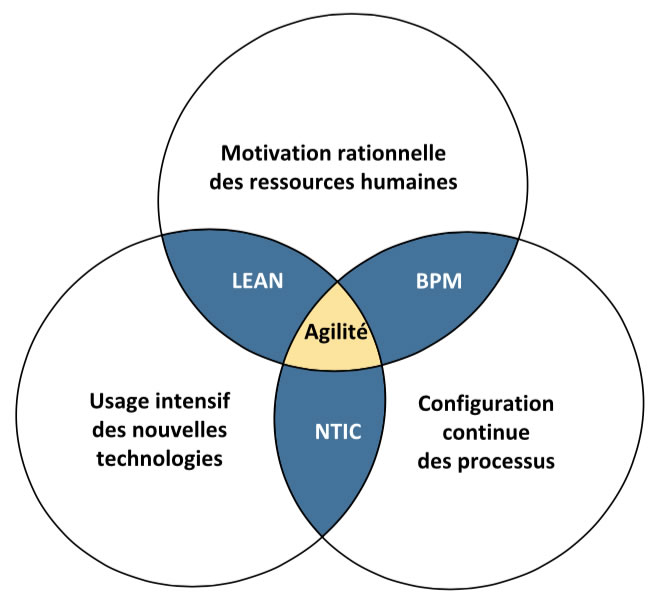 Motivation rationnelle
des ressources humaines
LEAN
BPM
Agilité
Usage intensif
des nouvelles
technologies
NTIC
Configuration
continue
des processus